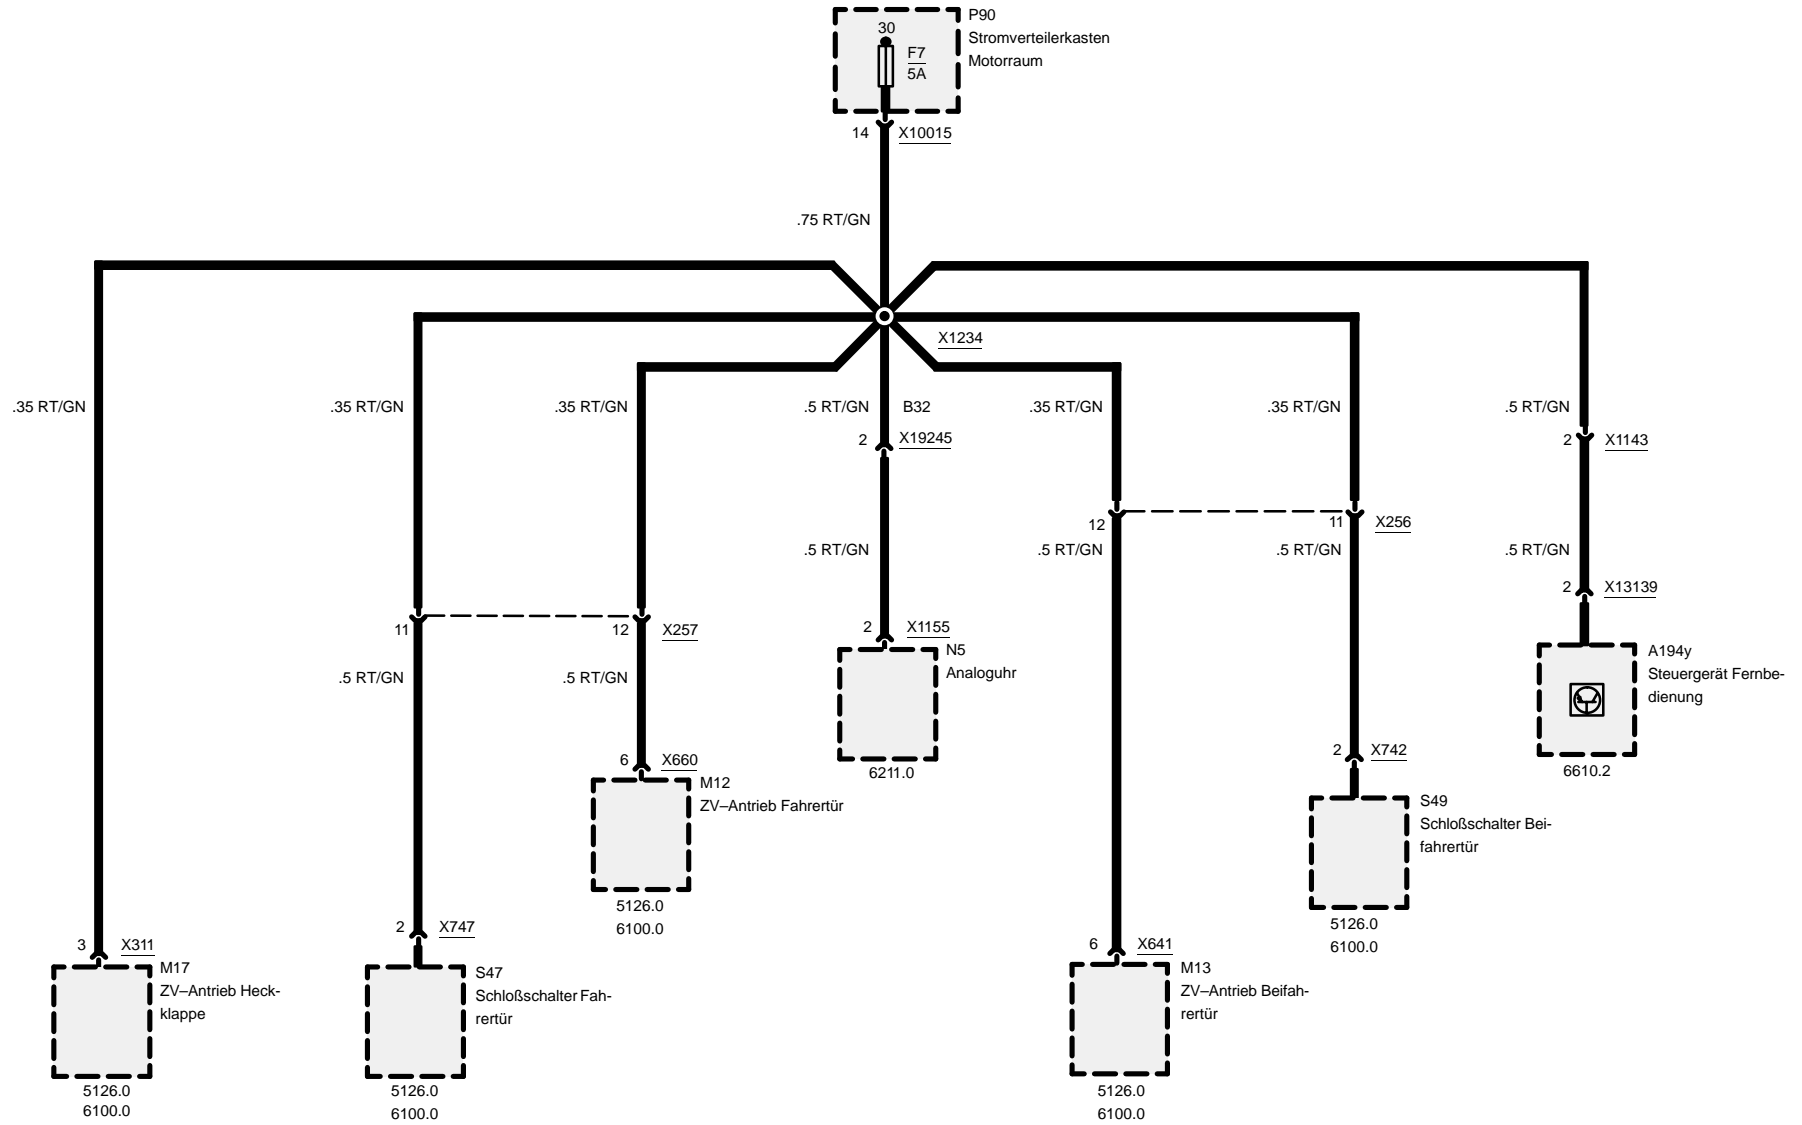 P90
30
Stromverteilerkasten
F7
Motorraum
5A
14 X10015
.75 RT/GN
X1234
.35 RT/GN .35 RT/GN .35 RT/GN .5 RT/GN B32 .35 RT/GN .35 RT/GN .5 RT/GN
2 X19245 2 X1143
12 11 X256
.5 RT/GN .5 RT/GN .5 RT/GN .5 RT/GN
2 X13139
11 12 X257 2 X1155
N5
Analoguhr
A194y
Steuergerät Fernbe-
dienung
.5 RT/GN .5 RT/GN
6 X660
M12
ZV–Antrieb Fahrertür
6211.0
2 X742
6610.2
S49
Schloßschalter Bei-
fahrertür
5126.0
6100.0
5126.0
6100.0
3 X311
M17
ZV–Antrieb Heck-
klappe
2 X747
S47
Schloßschalter Fah-
rertür
6 X641
M13
ZV–Antrieb Beifah-
rertür
5126.0
6100.0
5126.0
6100.0
5126.0
6100.0